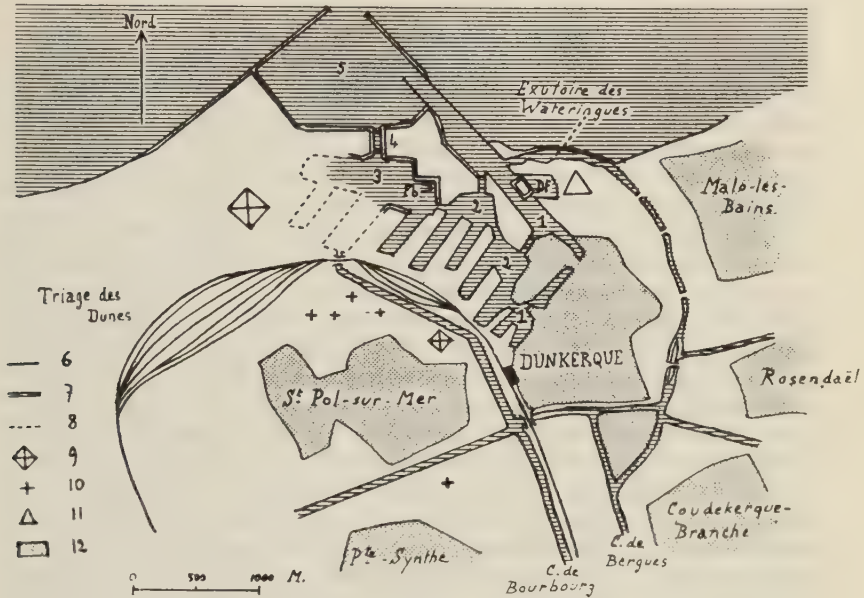 Nord
5
Exutoire des
Wateringues
4
3
Pb
2
DF
1
Malo-les-
Bains.
2
1
Triage des
Dunes
DUNKERQUE
St Pol-sur-Mer
Rosendaël
6
7
8
9
10
11
12
Coudekerque-
Branche
Pte-Synthe
C. de
Bergues
C. de
Bourbourg
0 500 1000 M.